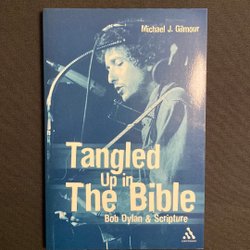 Michael J. Gilmour
Tangled
Up in
The Bible
Bob Dylan & Scripture